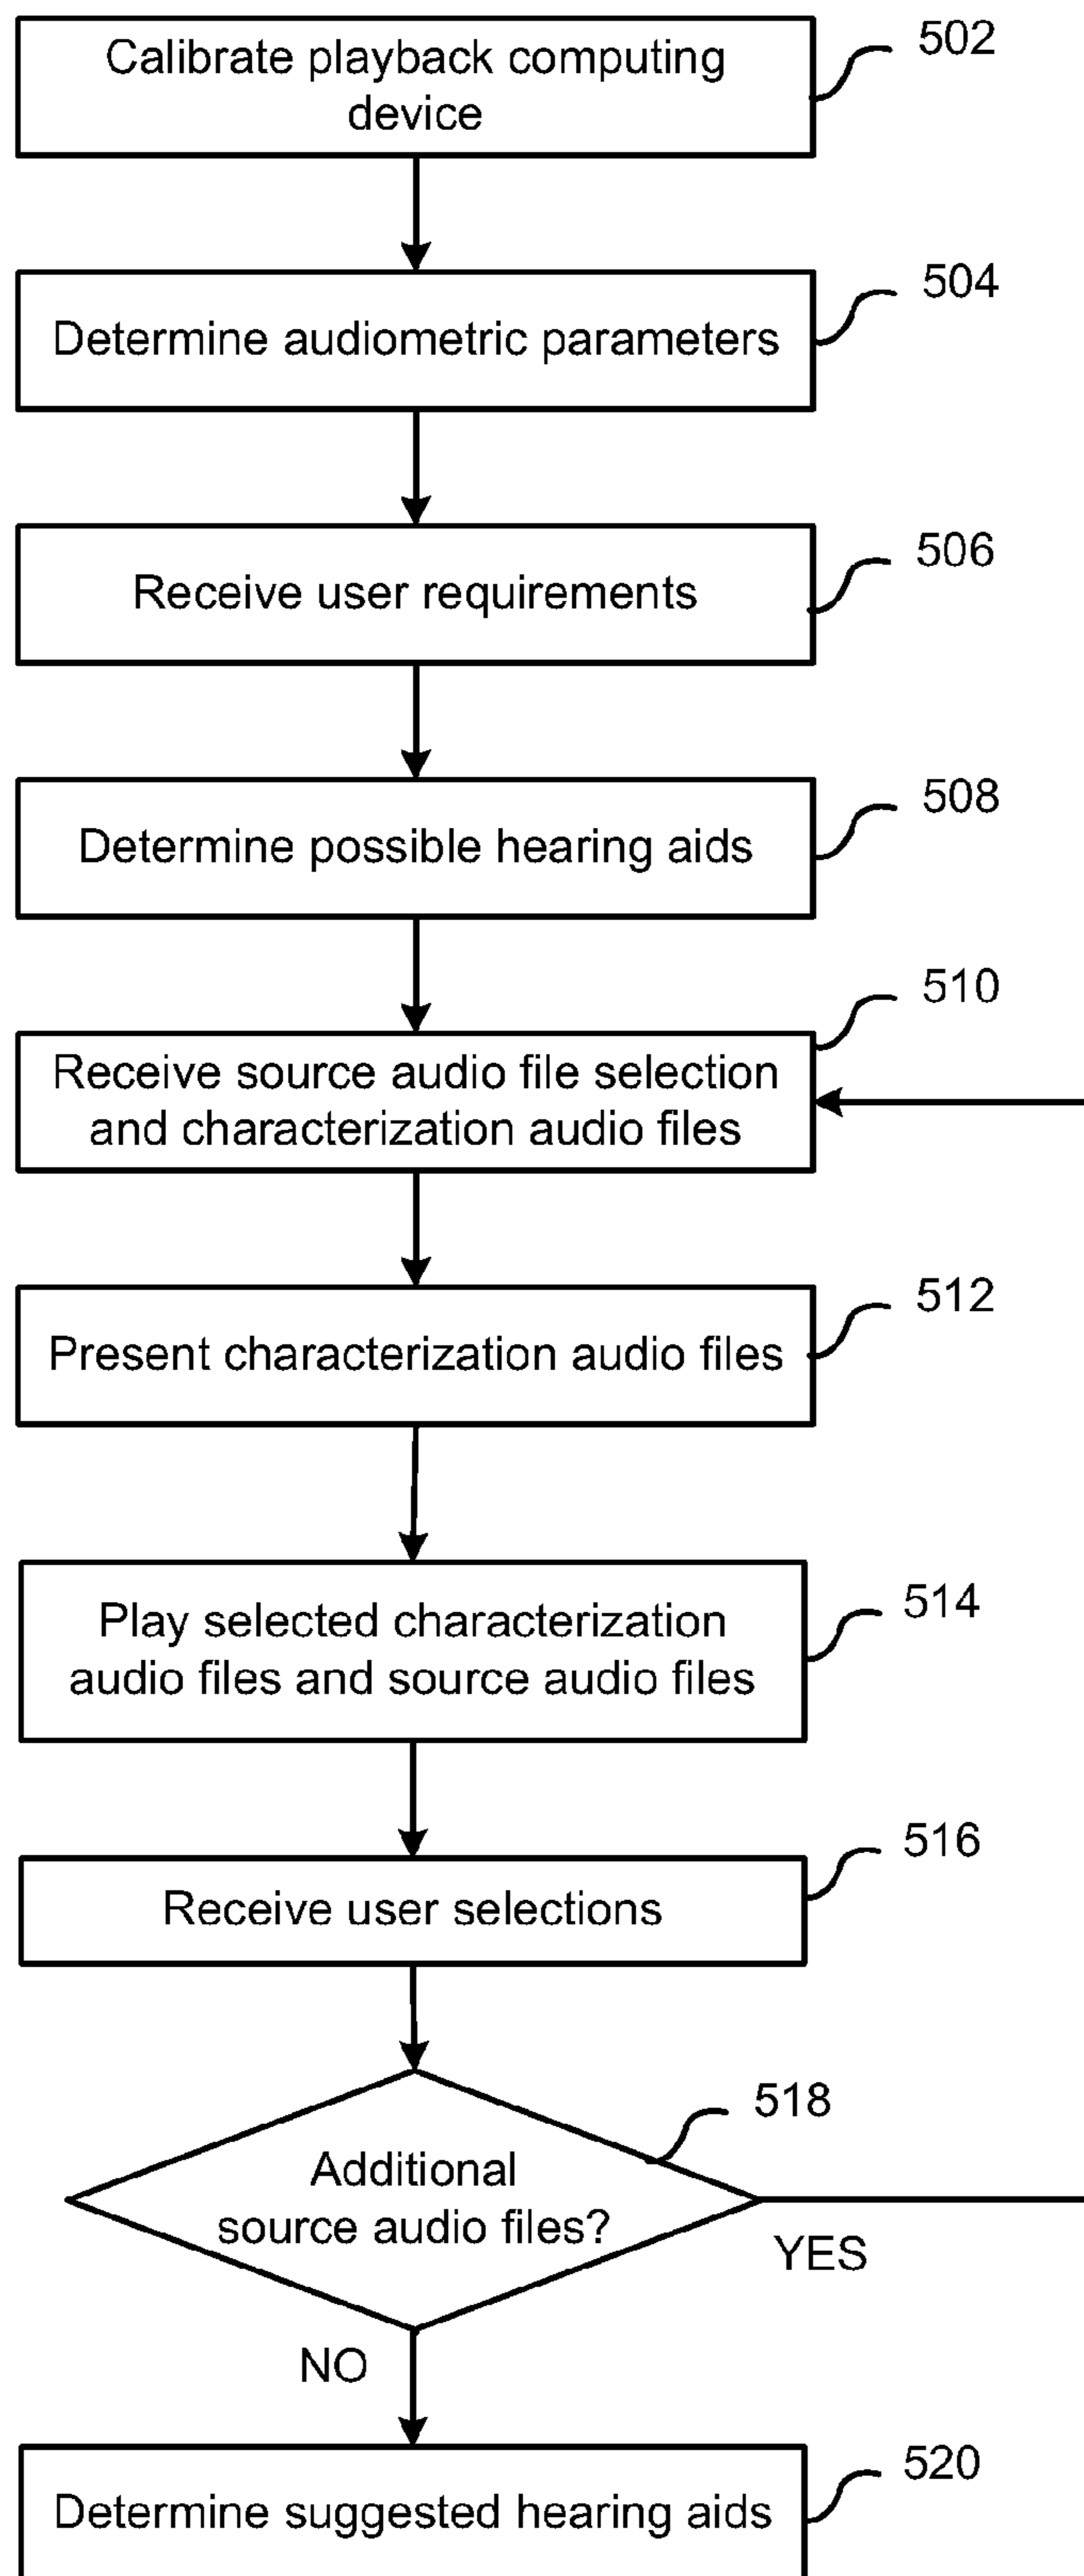 Calibrate playback computing
device
502
Determine audiometric parameters
504
Receive user requirements
506
Determine possible hearing aids
508
Receive source audio file selection
and characterization audio files
510
Present characterization audio files
512
Play selected characterization
audio files and source audio files
514
Receive user selections
516
Additional
source audio files?
518
YES
NO
Determine suggested hearing aids
520